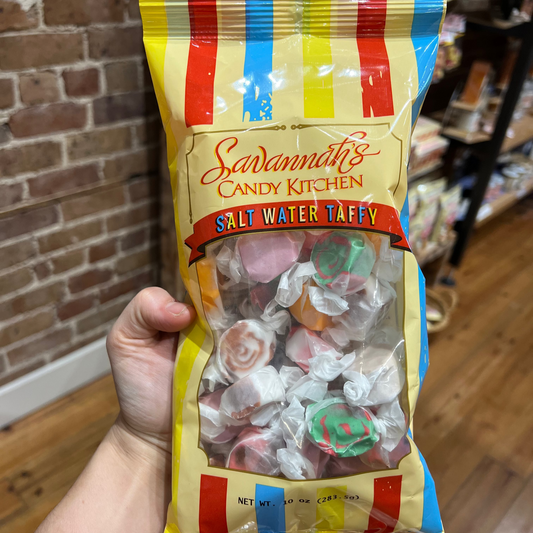 Savannah's
CANDY KITCHEN
SALT WATER TAFFY
NET WT. 10 oz (283.5g)